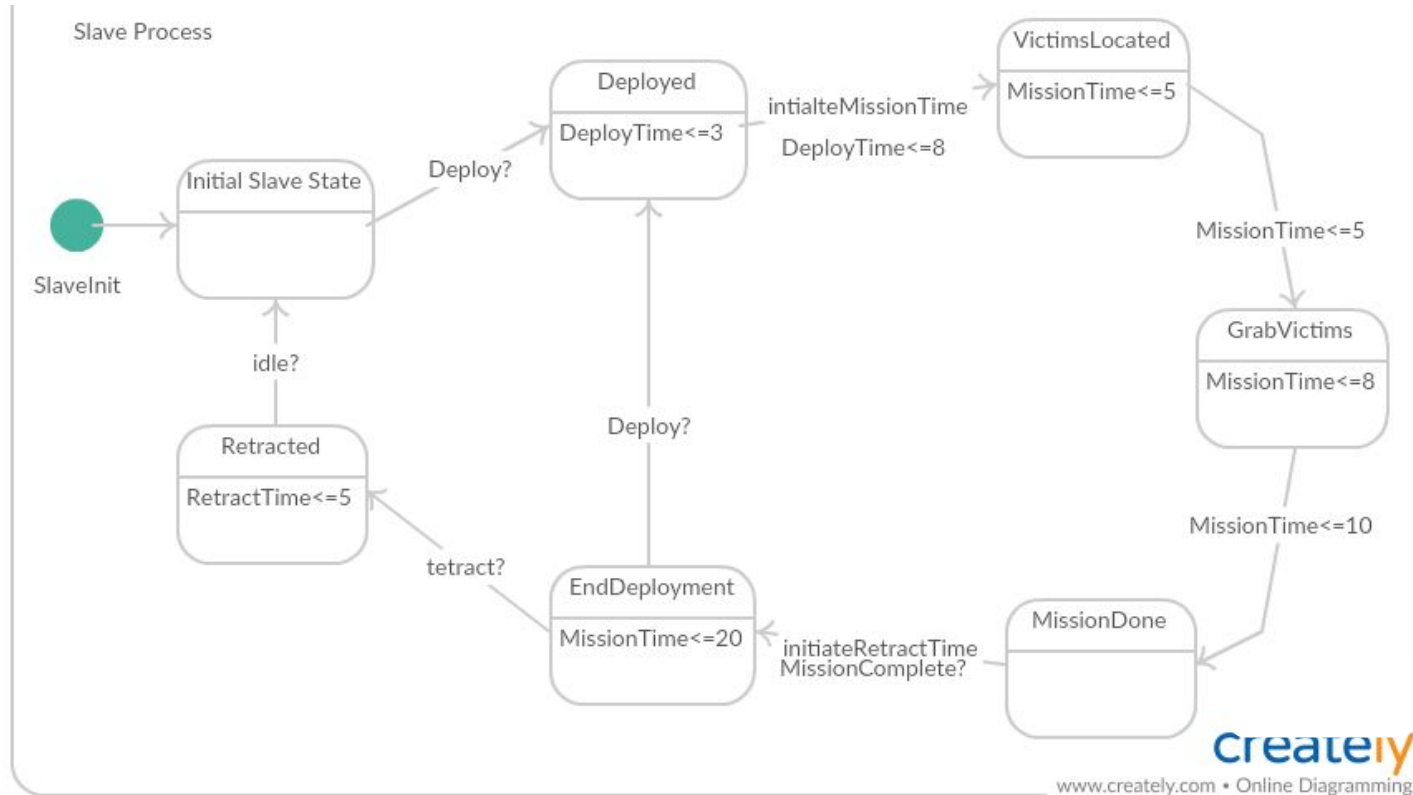 Slave Process
VictimsLocated
MissionTime<=5
Deployed
DeployTime<=3
intialteMissionTime
DeployTime<=8
Deploy?
Initial Slave State
SlaveInit
MissionTime<=5
GrabVictims
MissionTime<=8
idle?
Deploy?
Retracted
RetractTime<=5
MissionTime<=10
tetract?
EndDeployment
MissionTime<=20
initiateRetractTime
MissionComplete?
MissionDone
creately
www.creately.com • Online Diagramming